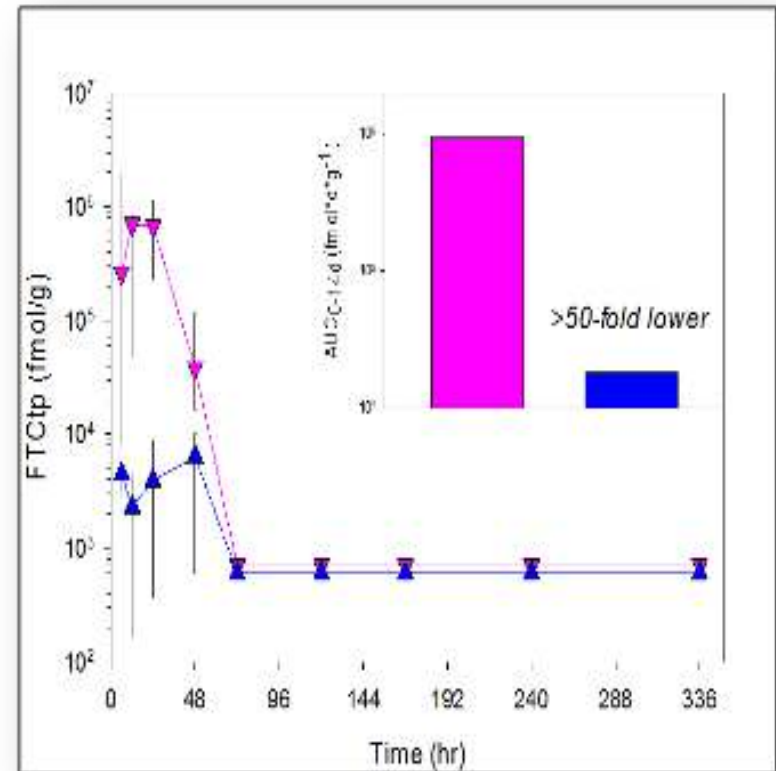 10⁷
10⁶
10⁵
10⁴
10³
10²
FTCtp (fmol/g)
0 48 96 144 192 240 288 336
Time (hr)
>50-fold lower